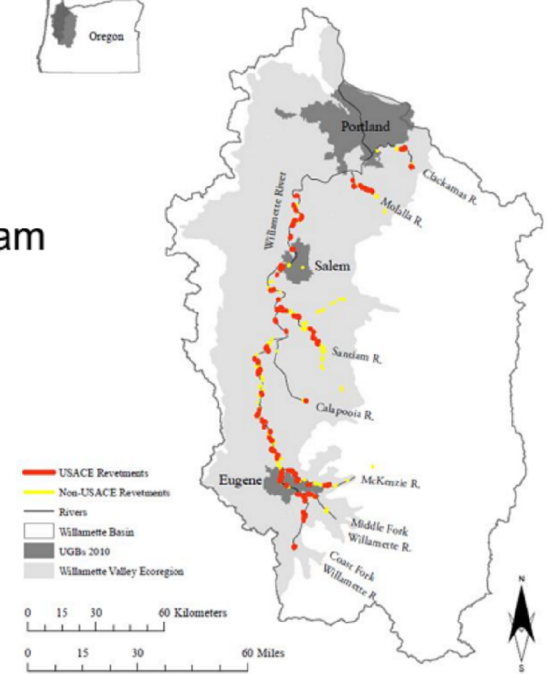 Oregon
am
Portland
Clackamas R.
Molalla R.
Willamette River
Salem
Santiam R.
Calapooia R.
Eugene
McKenzie R.
Middle Fork
Willamette R.
Coast Fork
Willamette R.
USACE Revetments
Non-USACE Revetments
Rivers
Willamette Basin
UGBs 2010
Willamette Valley Ecoregion
0 15 30 60 Kilometers
0 15 30 60 Miles
N
S